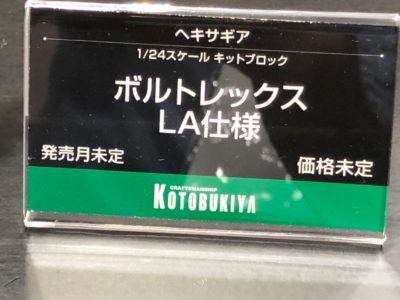 ヘキサギア
1/24スケール キットブロック
ボルトレックス
LA仕様
発売月未定 価格未定
CRAFTSMANSHIP
KOTOBUKIYA